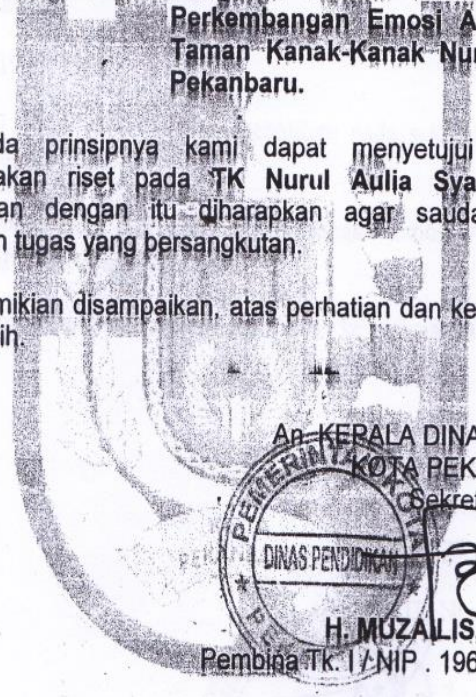 Perkembangan Emosi A
Taman Kanak-Kanak Nur
Pekanbaru.
da prinsipnya kami dapat menyetujui
akan riset pada TK Nurul Aulia Sya
an dengan itu diharapkan agar sauda
n tugas yang bersangkutan.
mikian disampaikan, atas perhatian dan ke
ih.
An. KEPALA DINA
KOTA PEK
Sekre
PEMERINTAH KOTA
DINAS PENDIDIKAN
H. MUZAILIS
Pembina Tk. I / NIP . 196